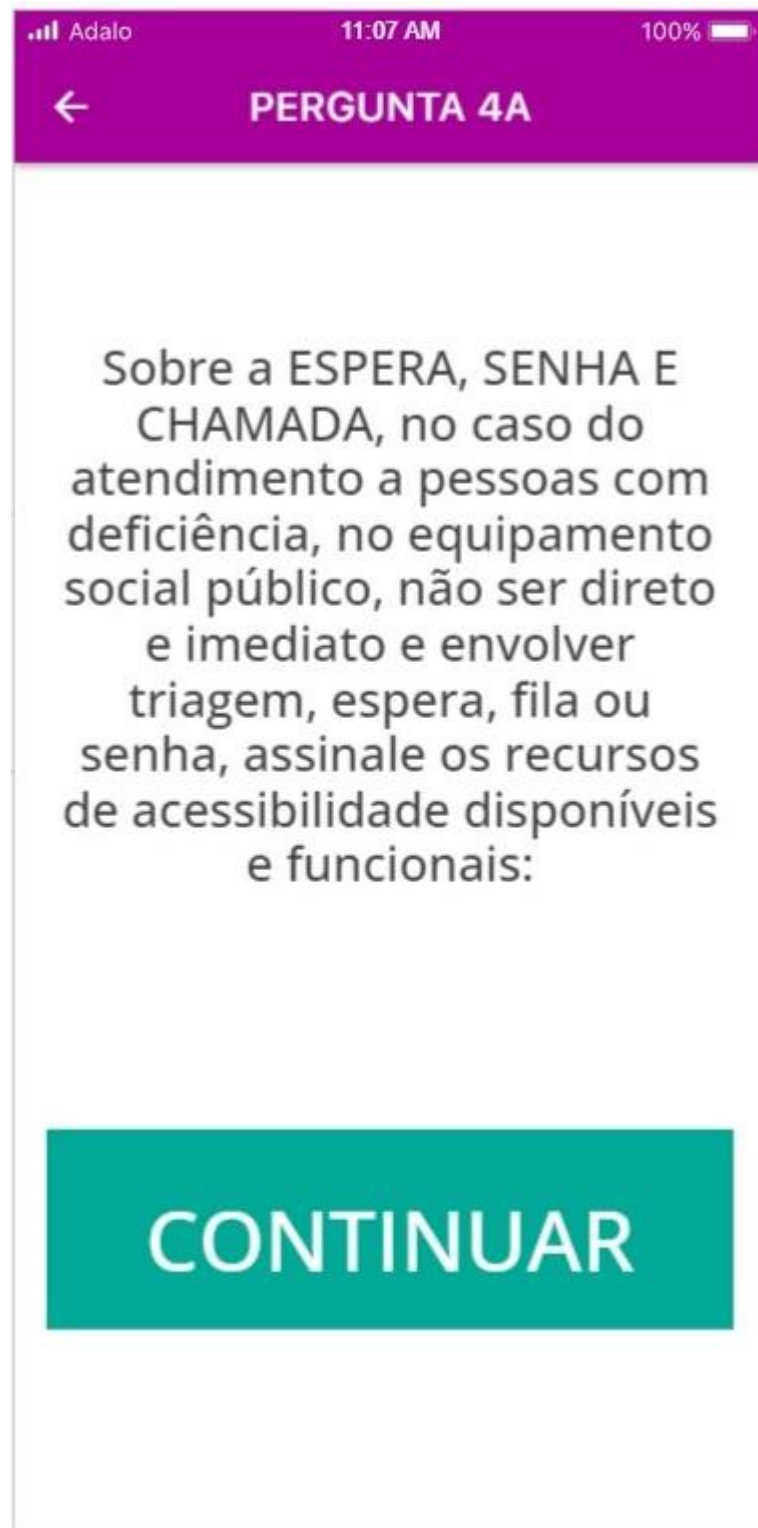 Adalo 11:07 AM 100%
PERGUNTA 4A
Sobre a ESPERA, SENHA E
CHAMADA, no caso do
atendimento a pessoas com
deficiência, no equipamento
social público, não ser direto
e imediato e envolver
triagem, espera, fila ou
senha, assinale os recursos
de acessibilidade disponíveis
e funcionais:
CONTINUAR